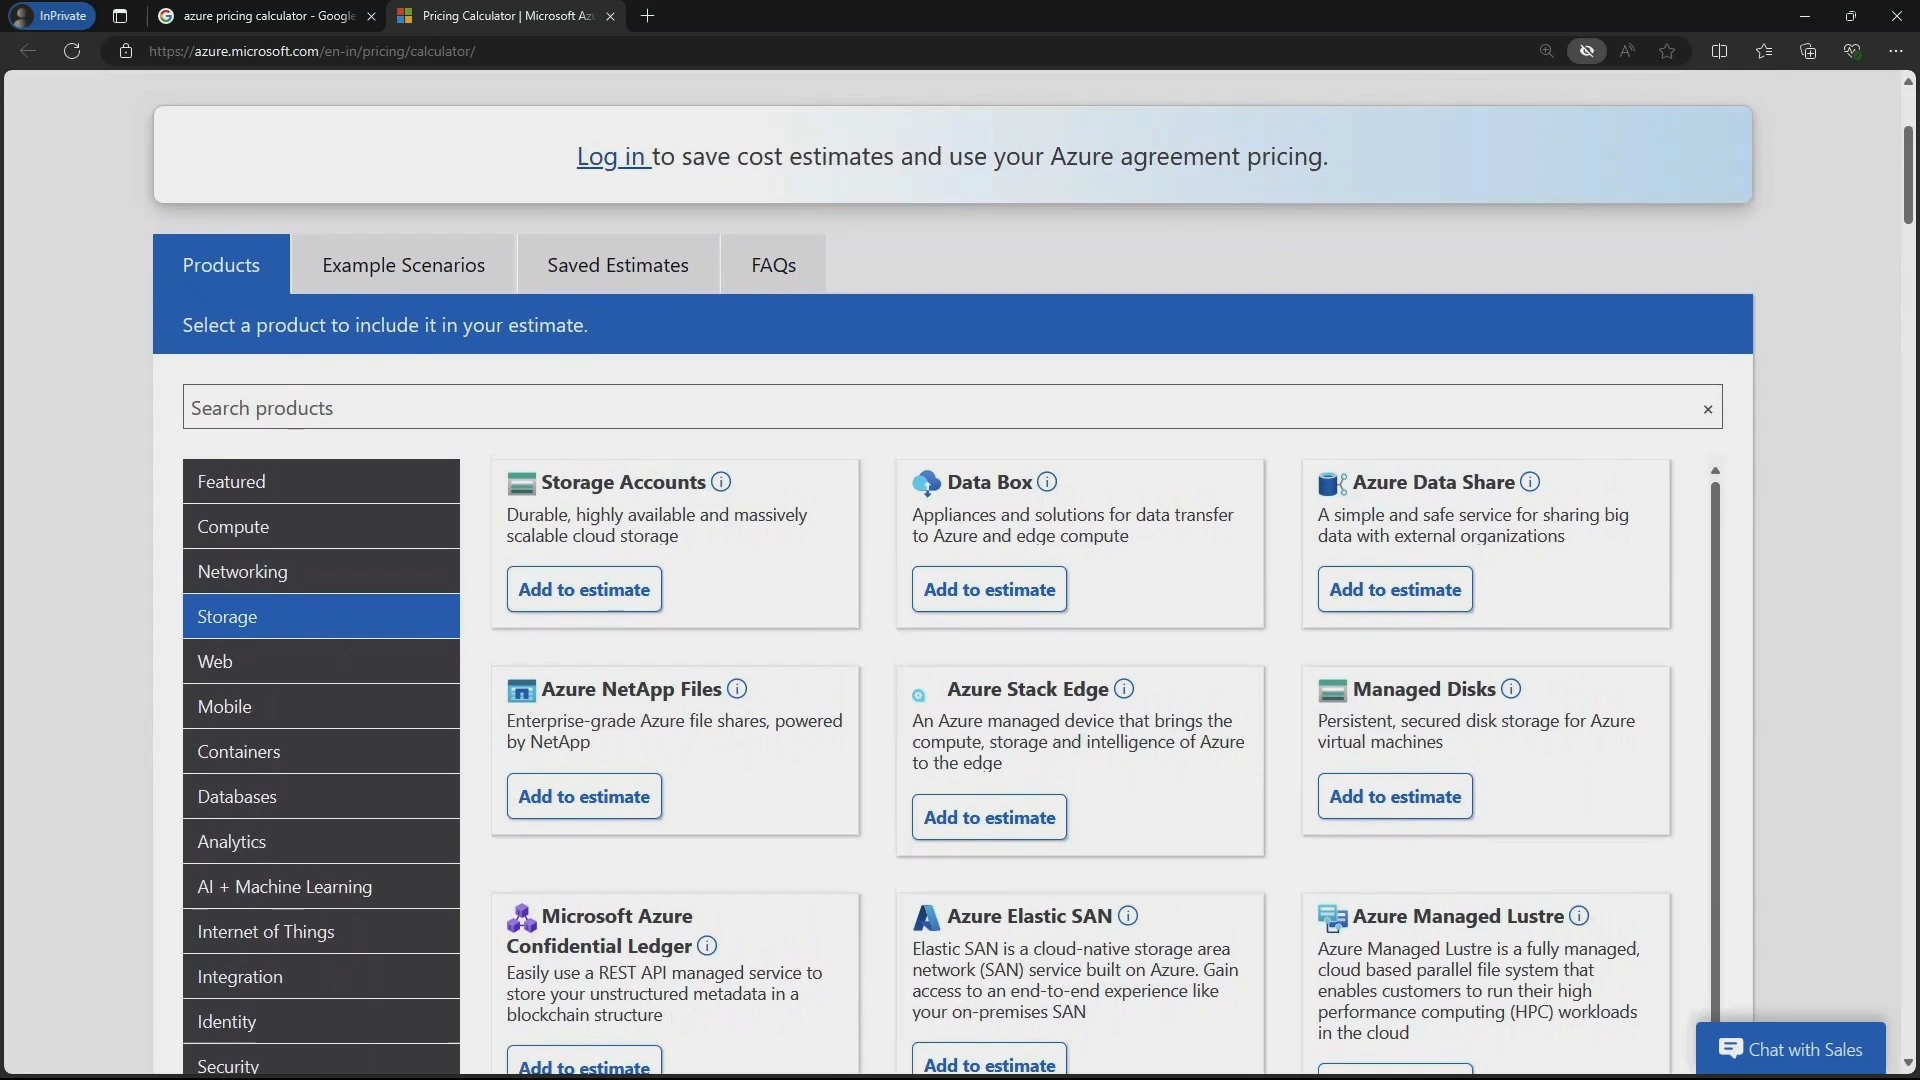 InPrivate
azure pricing calculator - Google
Pricing Calculator | Microsoft Az
https://azure.microsoft.com/en-in/pricing/calculator/
Log in to save cost estimates and use your Azure agreement pricing.
Products
Example Scenarios
Saved Estimates
FAQs
Select a product to include it in your estimate.
Search products
Featured
Compute
Networking
Storage
Web
Mobile
Containers
Databases
Analytics
AI + Machine Learning
Internet of Things
Integration
Identity
Security
Storage Accounts
Durable, highly available and massively
scalable cloud storage
Add to estimate
Data Box
Appliances and solutions for data transfer
to Azure and edge compute
Add to estimate
Azure Data Share
A simple and safe service for sharing big
data with external organizations
Add to estimate
Azure NetApp Files
Enterprise-grade Azure file shares, powered
by NetApp
Add to estimate
Azure Stack Edge
An Azure managed device that brings the
compute, storage and intelligence of Azure
to the edge
Add to estimate
Managed Disks
Persistent, secured disk storage for Azure
virtual machines
Add to estimate
Microsoft Azure
Confidential Ledger
Easily use a REST API managed service to
store your unstructured metadata in a
blockchain structure
Add to estimate
Azure Elastic SAN
Elastic SAN is a cloud-native storage area
network (SAN) service built on Azure. Gain
access to an end-to-end experience like
your on-premises SAN
Add to estimate
Azure Managed Lustre
Azure Managed Lustre is a fully managed,
cloud based parallel file system that
enables customers to run their high
performance computing (HPC) workloads
in the cloud
Chat with Sales